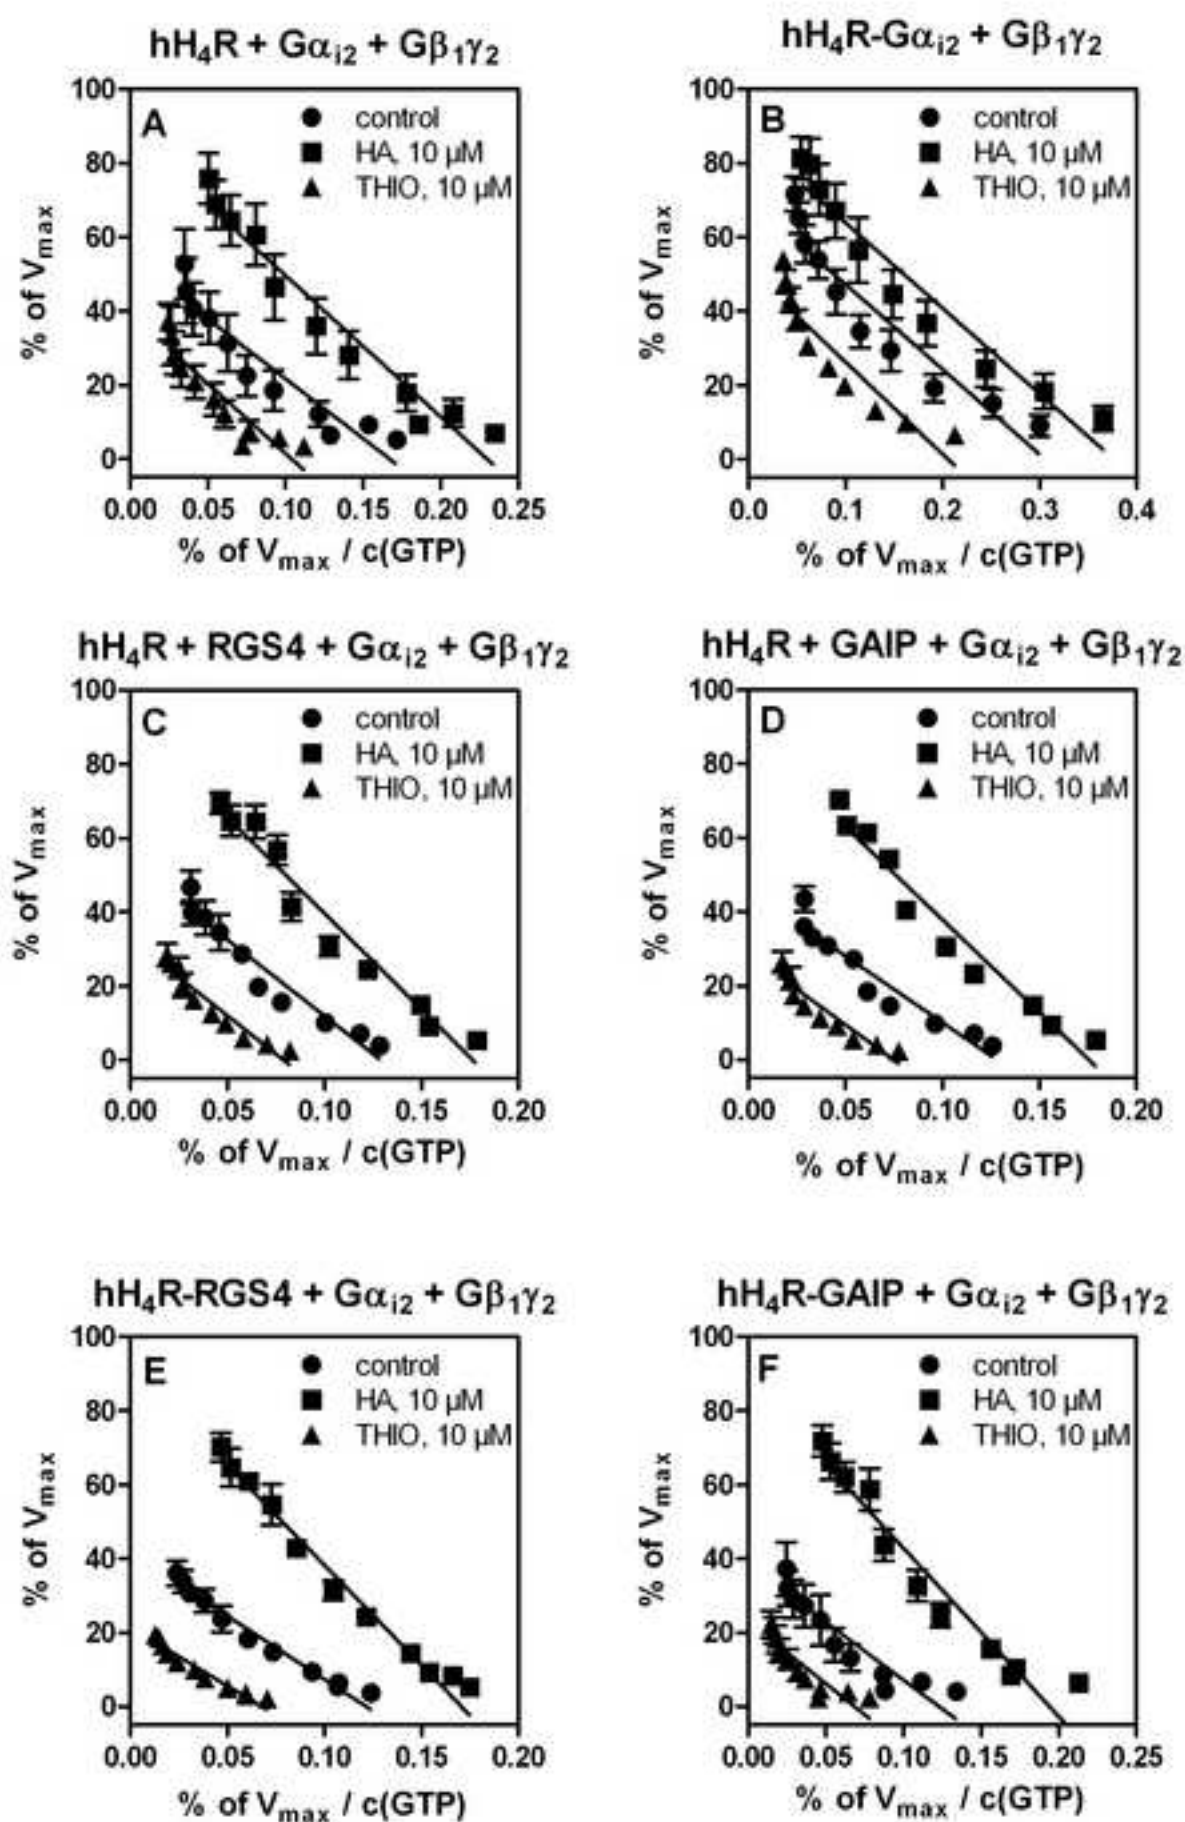 hH₄R + Gαᵢ₂ + Gβ₁γ₂
A
control
HA, 10 µM
THIO, 10 µM
100
80
60
40
20
0
% of Vmax
0.00 0.05 0.10 0.15 0.20 0.25
% of Vmax / c(GTP)
hH₄R-Gαᵢ₂ + Gβ₁γ₂
B
control
HA, 10 µM
THIO, 10 µM
100
80
60
40
20
0
% of Vmax
0.0 0.1 0.2 0.3 0.4
% of Vmax / c(GTP)
hH₄R + RGS4 + Gαᵢ₂ + Gβ₁γ₂
C
control
HA, 10 µM
THIO, 10 µM
100
80
60
40
20
0
% of Vmax
0.00 0.05 0.10 0.15 0.20
% of Vmax / c(GTP)
hH₄R + GAIP + Gαᵢ₂ + Gβ₁γ₂
D
control
HA, 10 µM
THIO, 10 µM
100
80
60
40
20
0
% of Vmax
0.00 0.05 0.10 0.15 0.20
% of Vmax / c(GTP)
hH₄R-RGS4 + Gαᵢ₂ + Gβ₁γ₂
E
control
HA, 10 µM
THIO, 10 µM
100
80
60
40
20
0
% of Vmax
0.00 0.05 0.10 0.15 0.20
% of Vmax / c(GTP)
hH₄R-GAIP + Gαᵢ₂ + Gβ₁γ₂
F
control
HA, 10 µM
THIO, 10 µM
100
80
60
40
20
0
% of Vmax
0.00 0.05 0.10 0.15 0.20 0.25
% of Vmax / c(GTP)